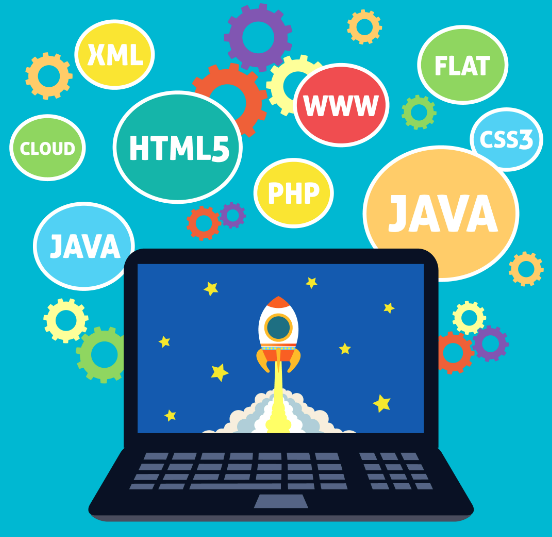 XML
FLAT
WWW
CSS3
CLOUD
HTML5
PHP
JAVA
JAVA